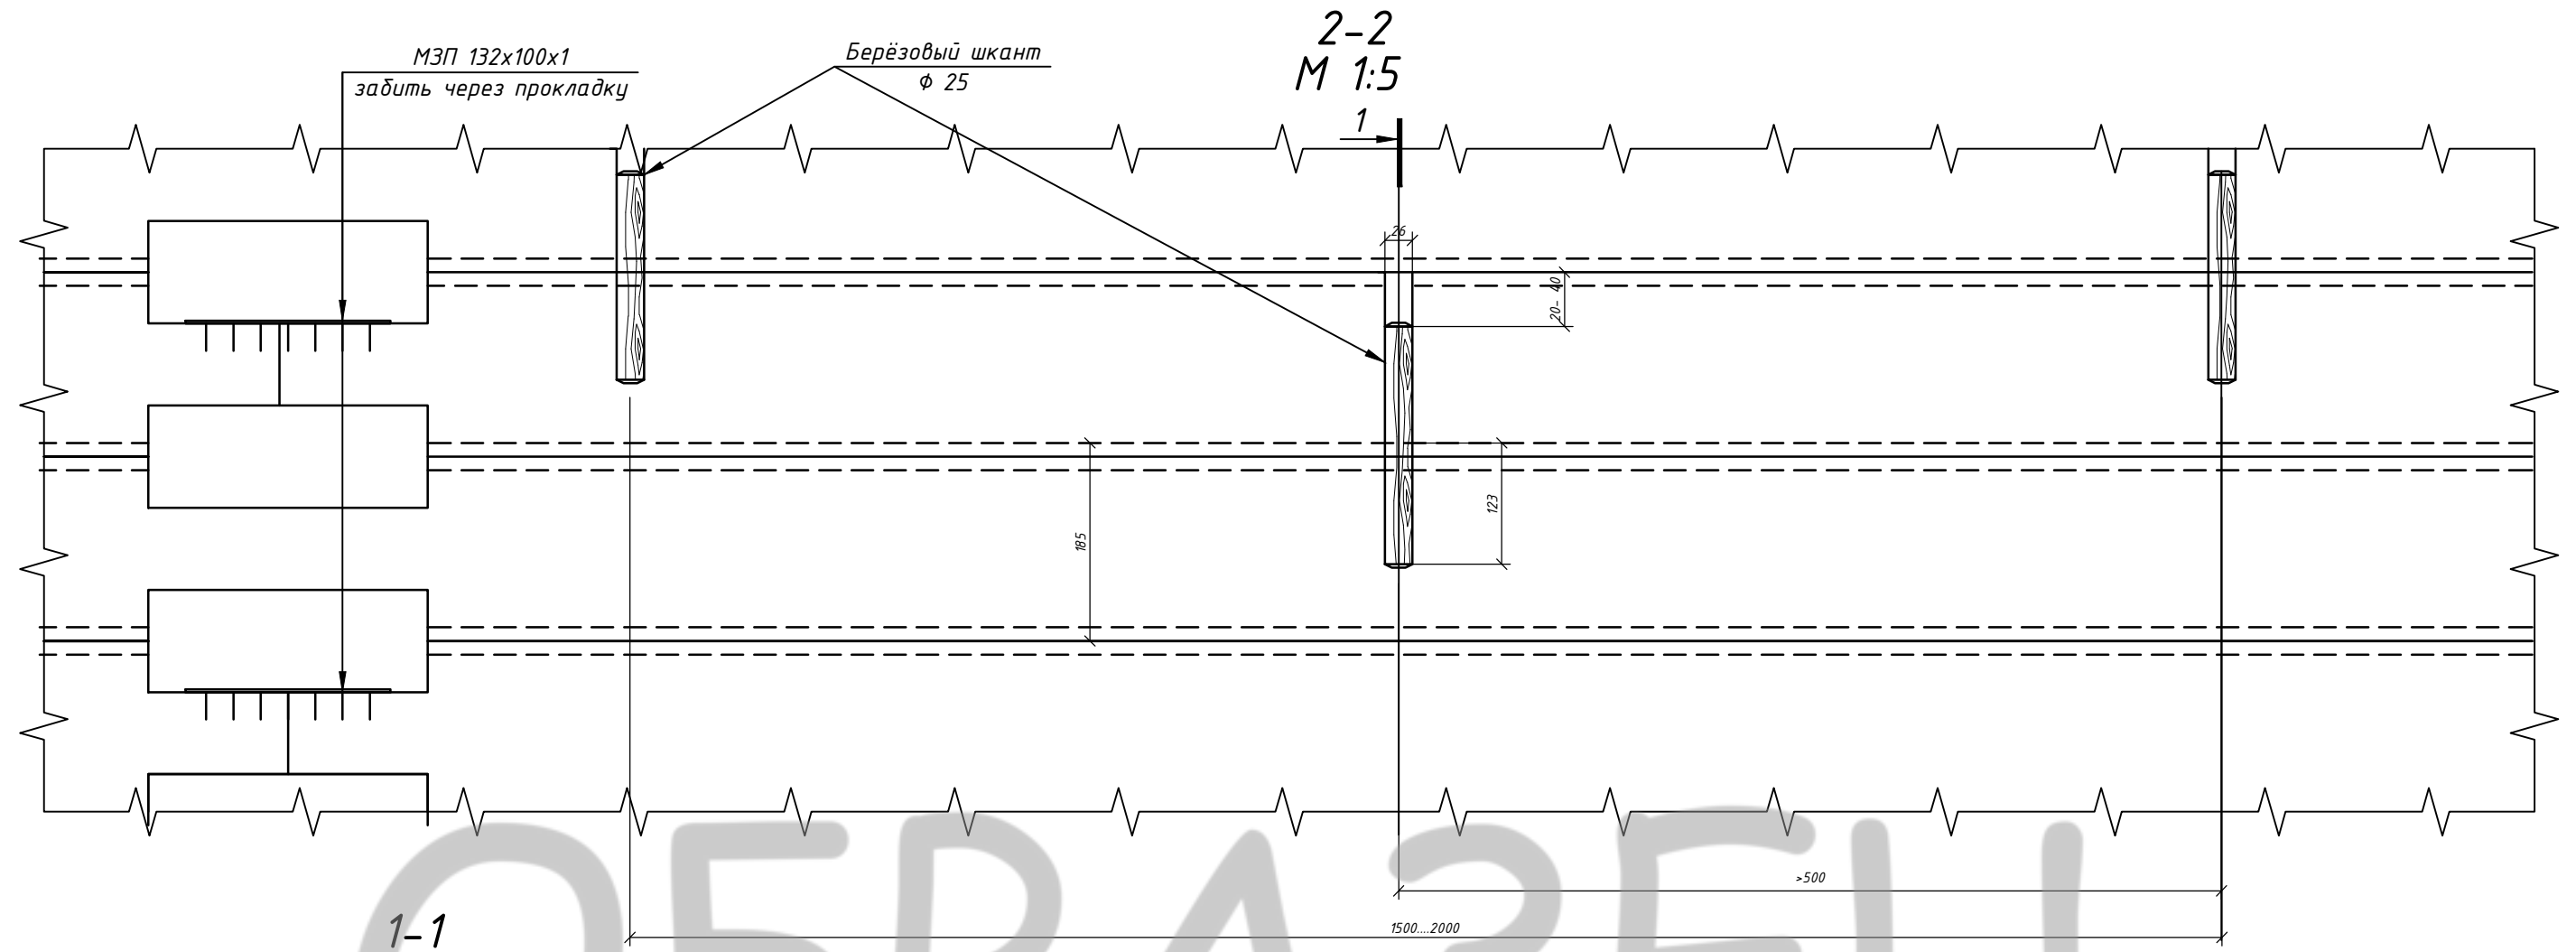 2-2
М 1:5
МЗП 132х100х1
забить через прокладку
Берёзовый шкант
Ф 25
1
26
20- 40
123
185
>500
1500....2000
1-1
ОБРАЗЕЦ